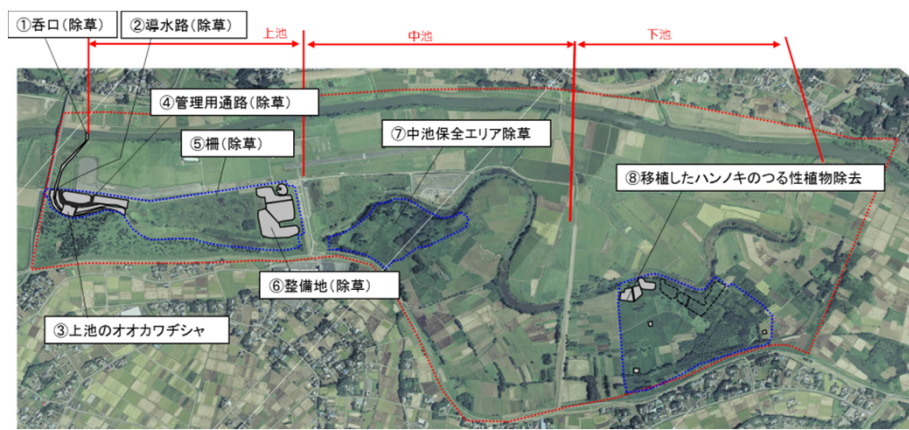 ①呑口(除草)
②導水路(除草)
上池
中池
下池
④管理用通路(除草)
⑤柵(除草)
⑦中池保全エリア除草
⑧移植したハンノキのつる性植物除去
⑥整備地(除草)
③上池のオオカワヂシャ